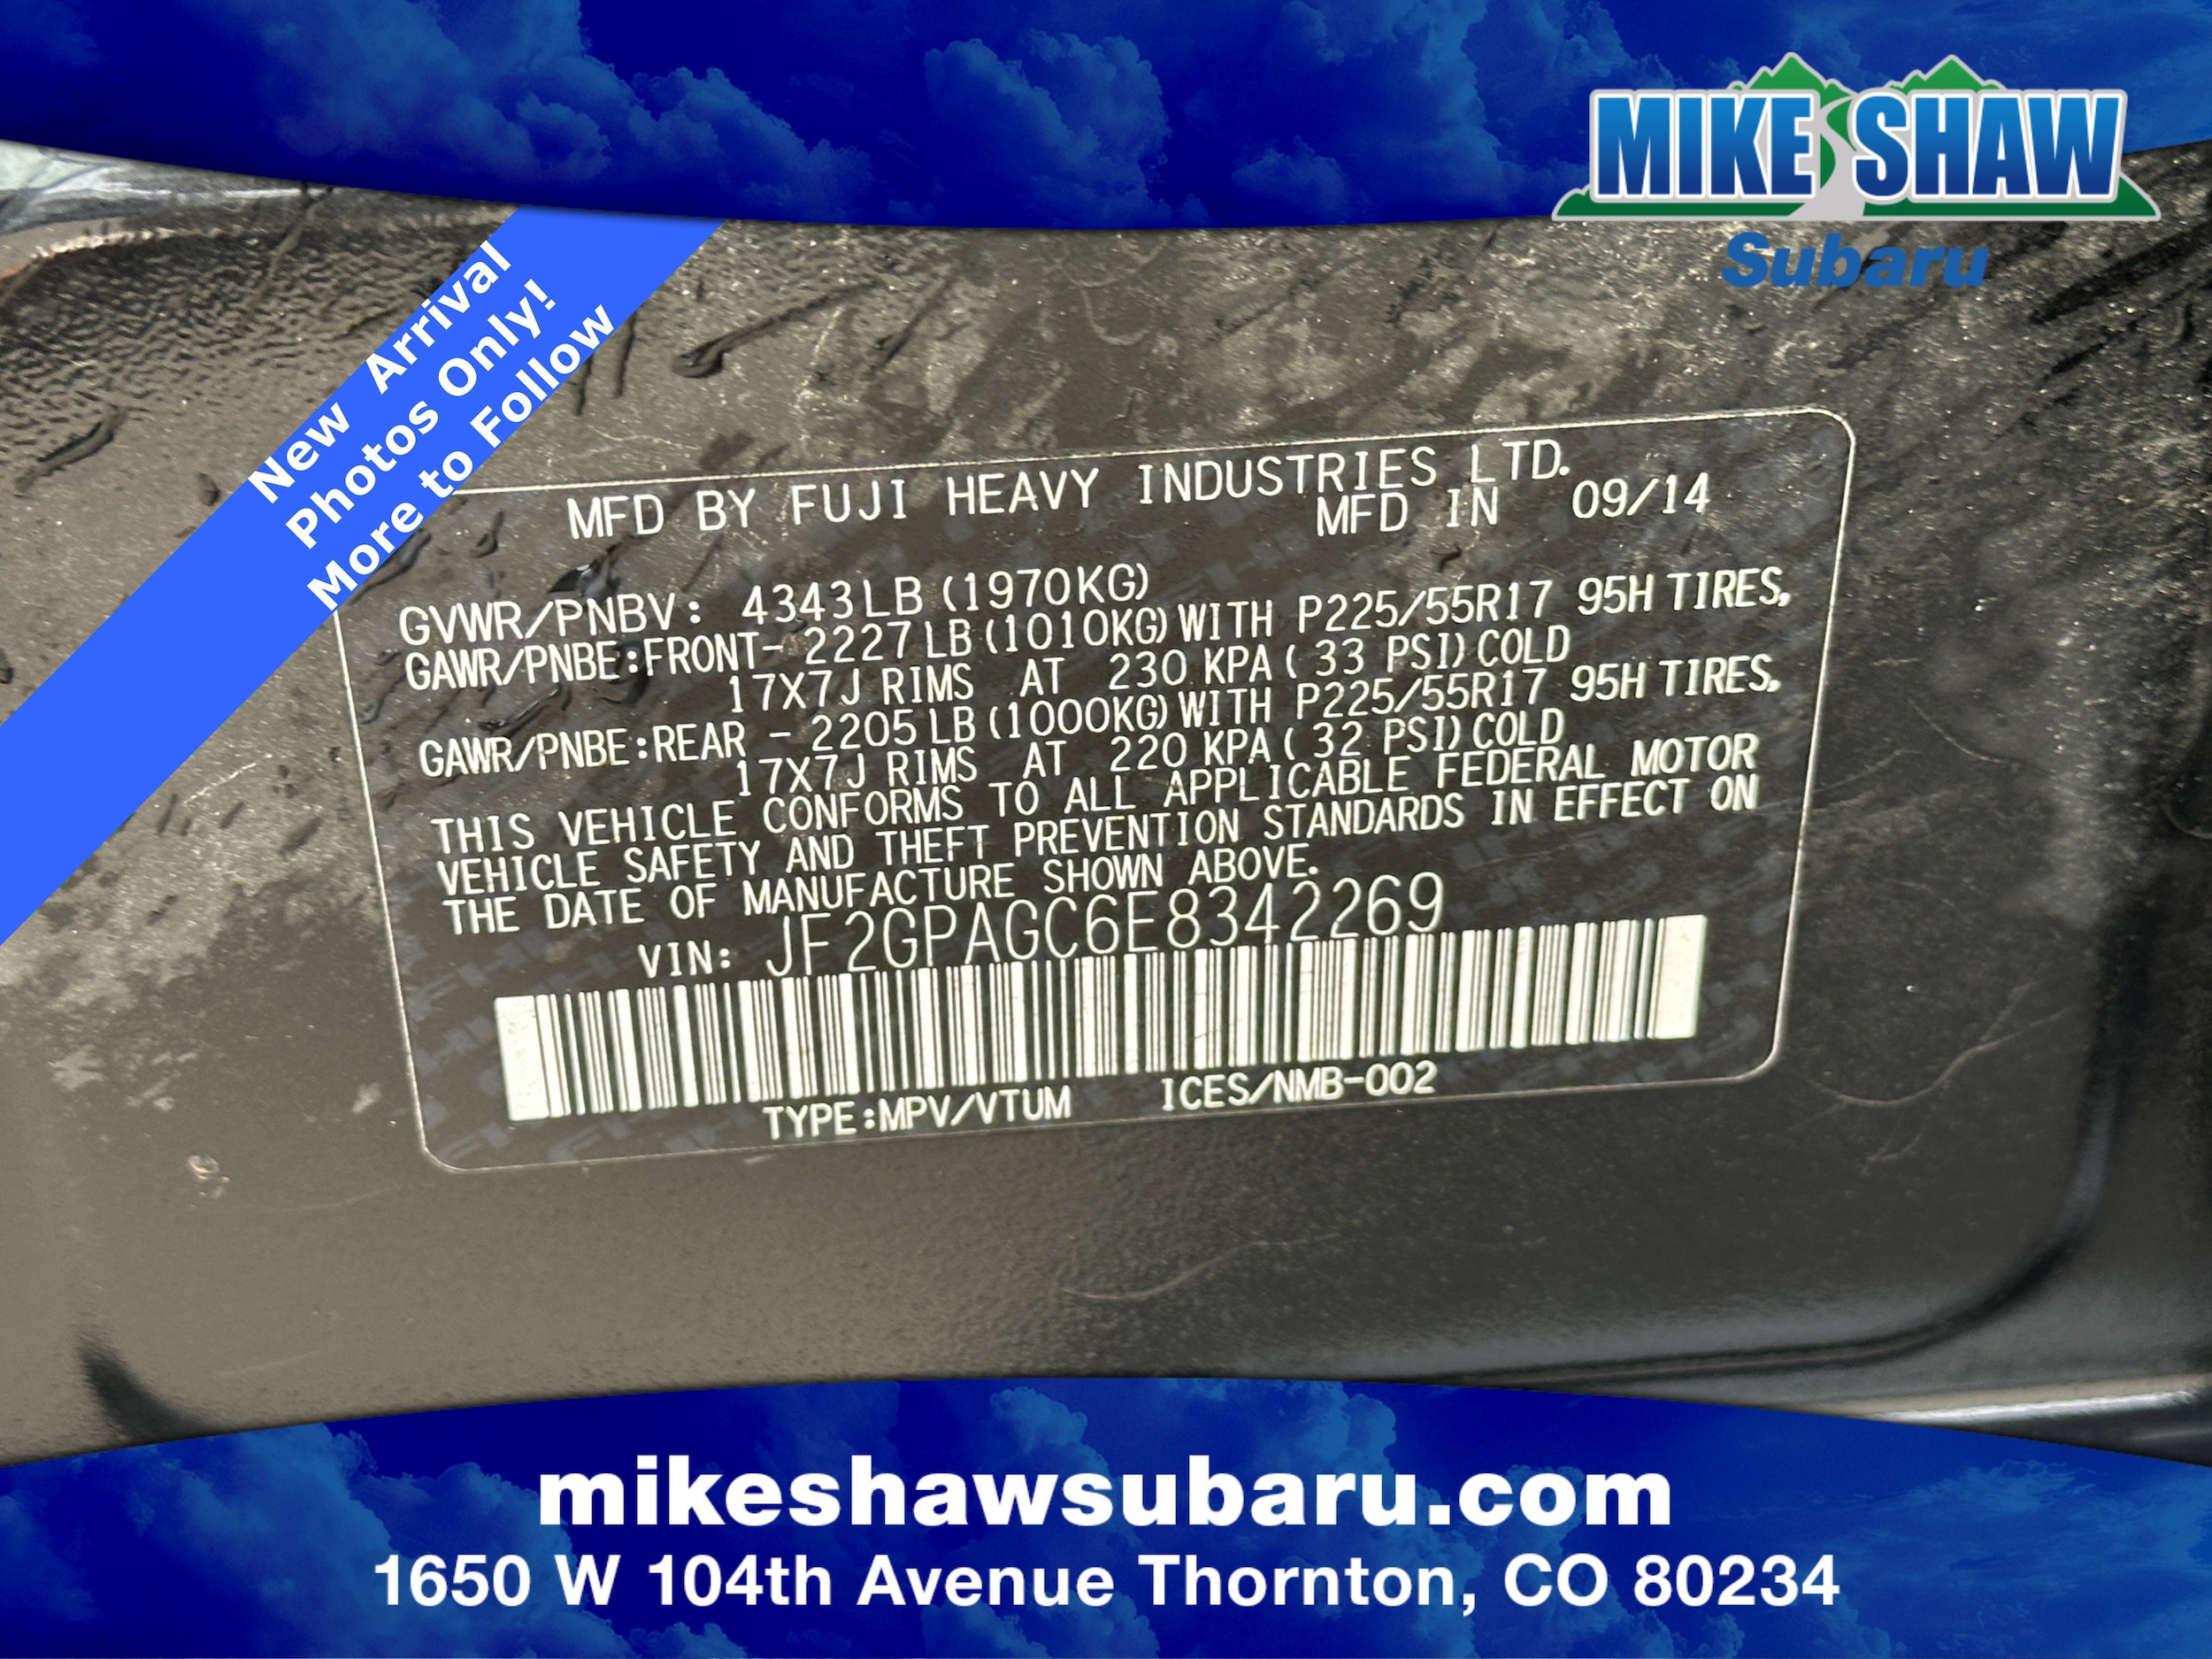 MIKE SHAW
Subaru
New Arrival
Photos Only!
More to Follow
MFD BY FUJI HEAVY INDUSTRIES LTD.
MFD IN 09/14
GVWR/PNBV: 4343LB (1970KG)
GAWR/PNBE:FRONT- 2227LB (1010KG) WITH P225/55R17 95H TIRES,
17X7J RIMS AT 230 KPA ( 33 PSI) COLD
GAWR/PNBE:REAR - 2205LB (1000KG) WITH P225/55R17 95H TIRES,
17X7J RIMS AT 220 KPA ( 32 PSI) COLD
THIS VEHICLE CONFORMS TO ALL APPLICABLE FEDERAL MOTOR
VEHICLE SAFETY AND THEFT PREVENTION STANDARDS IN EFFECT ON
THE DATE OF MANUFACTURE SHOWN ABOVE.
VIN: JF2GPAGC6E8342269
TYPE:MPV/VTUM ICES/NMB-002
mikeshawsubaru.com
1650 W 104th Avenue Thornton, CO 80234